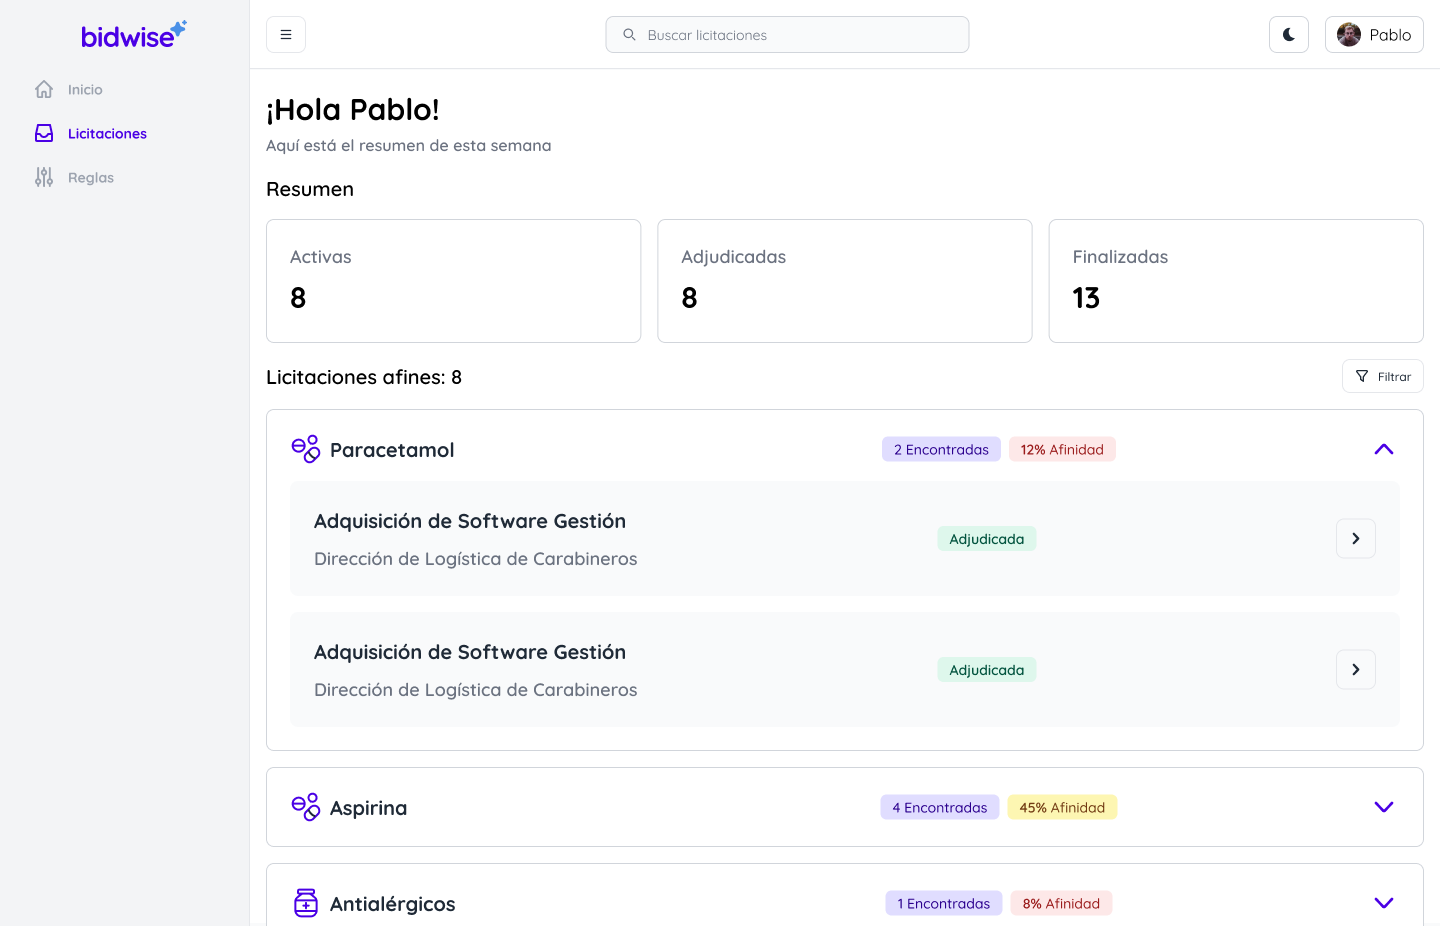 bidwise
Inicio
Licitaciones
Reglas
Buscar licitaciones
Pablo
¡Hola Pablo!
Aquí está el resumen de esta semana
Resumen
Activas
8
Adjudicadas
8
Finalizadas
13
Licitaciones afines: 8
Filtrar
Paracetamol
2 Encontradas
12% Afinidad
Adquisición de Software Gestión
Dirección de Logística de Carabineros
Adjudicada
Adquisición de Software Gestión
Dirección de Logística de Carabineros
Adjudicada
Aspirina
4 Encontradas
45% Afinidad
Antialérgicos
1 Encontradas
8% Afinidad